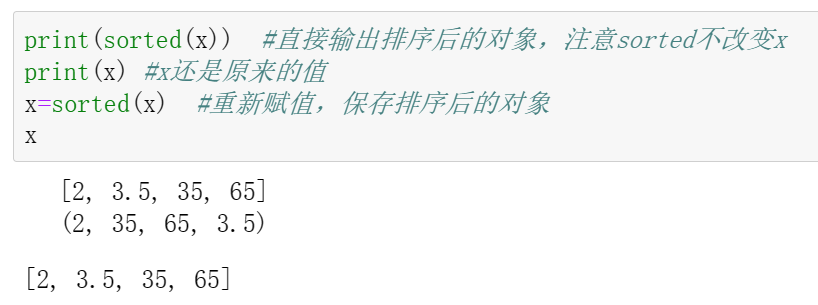 print(sorted(x))  #直接输出排序后的对象，注意sorted不改变x
print(x) #x还是原来的值
x=sorted(x)  #重新赋值，保存排序后的对象
x
[2, 3.5, 35, 65]
(2, 35, 65, 3.5)
[2, 3.5, 35, 65]